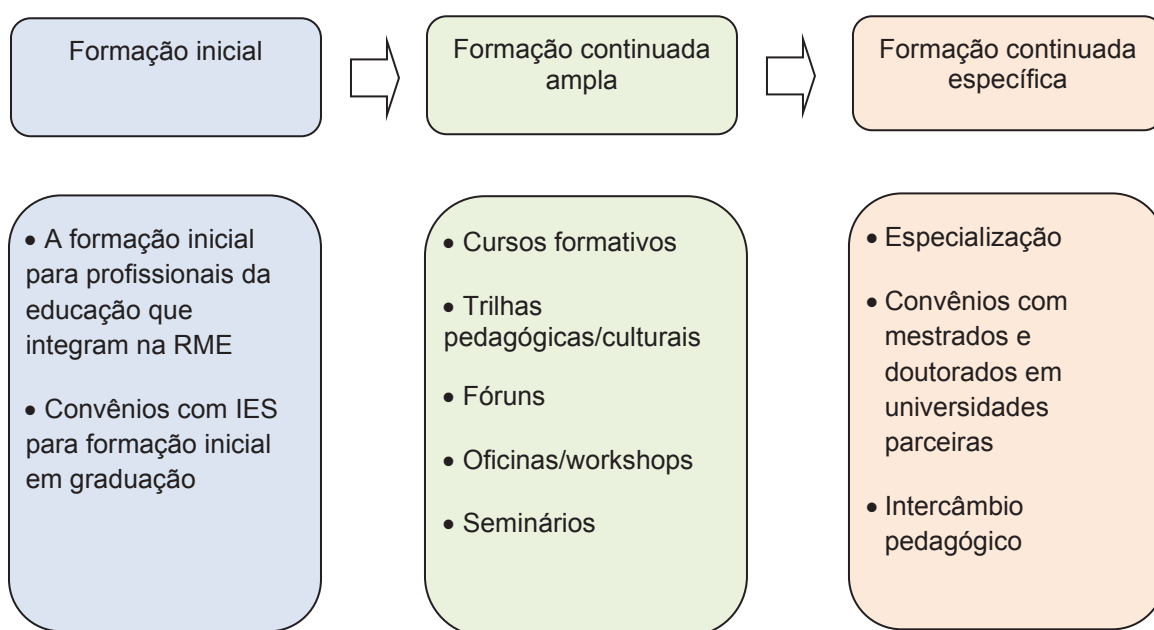 Formação inicial
Formação continuada
ampla
Formação continuada
específica
• A formação inicial
para profissionais da
educação que
integram na RME
• Convênios com IES
para formação inicial
em graduação
• Cursos formativos
• Trilhas
pedagógicas/culturais
• Fóruns
• Oficinas/workshops
• Seminários
• Especialização
• Convênios com
mestrados e
doutorados em
universidades
parceiras
• Intercâmbio
pedagógico